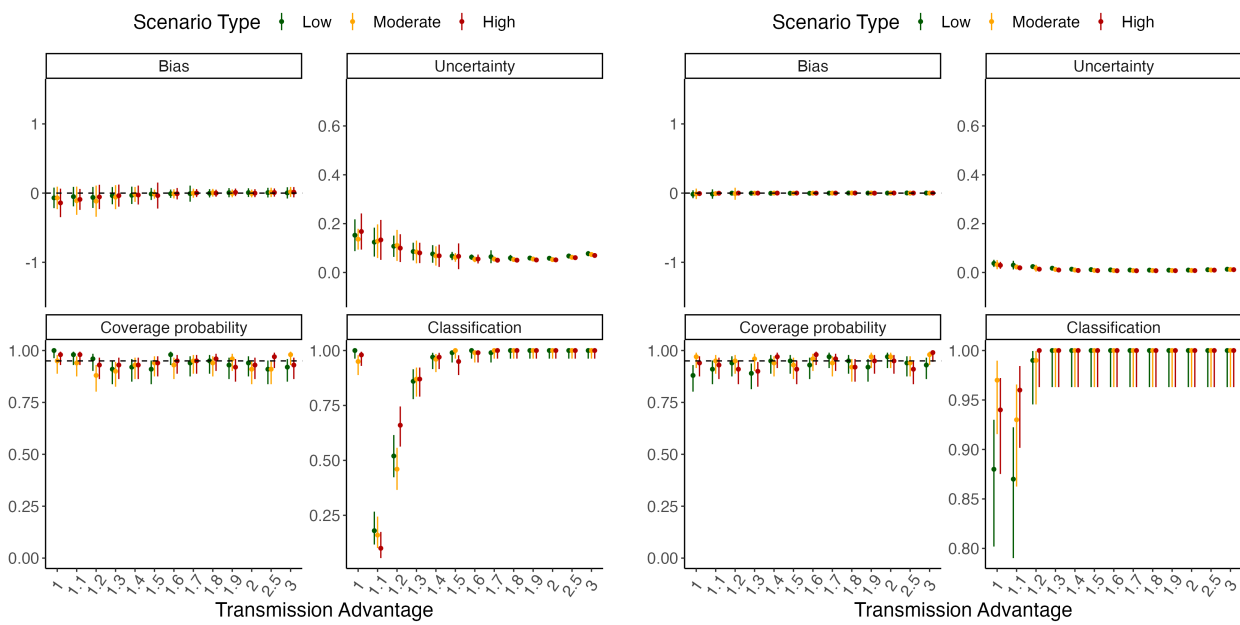 Scenario Type Low Moderate High
Bias
Uncertainty
1
0
-1
0.6
0.4
0.2
0.0
Coverage probability
Classification
1.00
0.75
0.50
0.25
0.00
1.00
0.75
0.50
0.25
1 1.1 1.2 1.3 1.4 1.5 1.6 1.7 1.8 1.9 2 2.5 3
1 1.1 1.2 1.3 1.4 1.5 1.6 1.7 1.8 1.9 2 2.5 3
Transmission Advantage
Scenario Type Low Moderate High
Bias
Uncertainty
1
0
-1
0.6
0.4
0.2
0.0
Coverage probability
Classification
1.00
0.75
0.50
0.25
0.00
1.00
0.95
0.90
0.85
0.80
1 1.1 1.2 1.3 1.4 1.5 1.6 1.7 1.8 1.9 2 2.5 3
1 1.1 1.2 1.3 1.4 1.5 1.6 1.7 1.8 1.9 2 2.5 3
Transmission Advantage